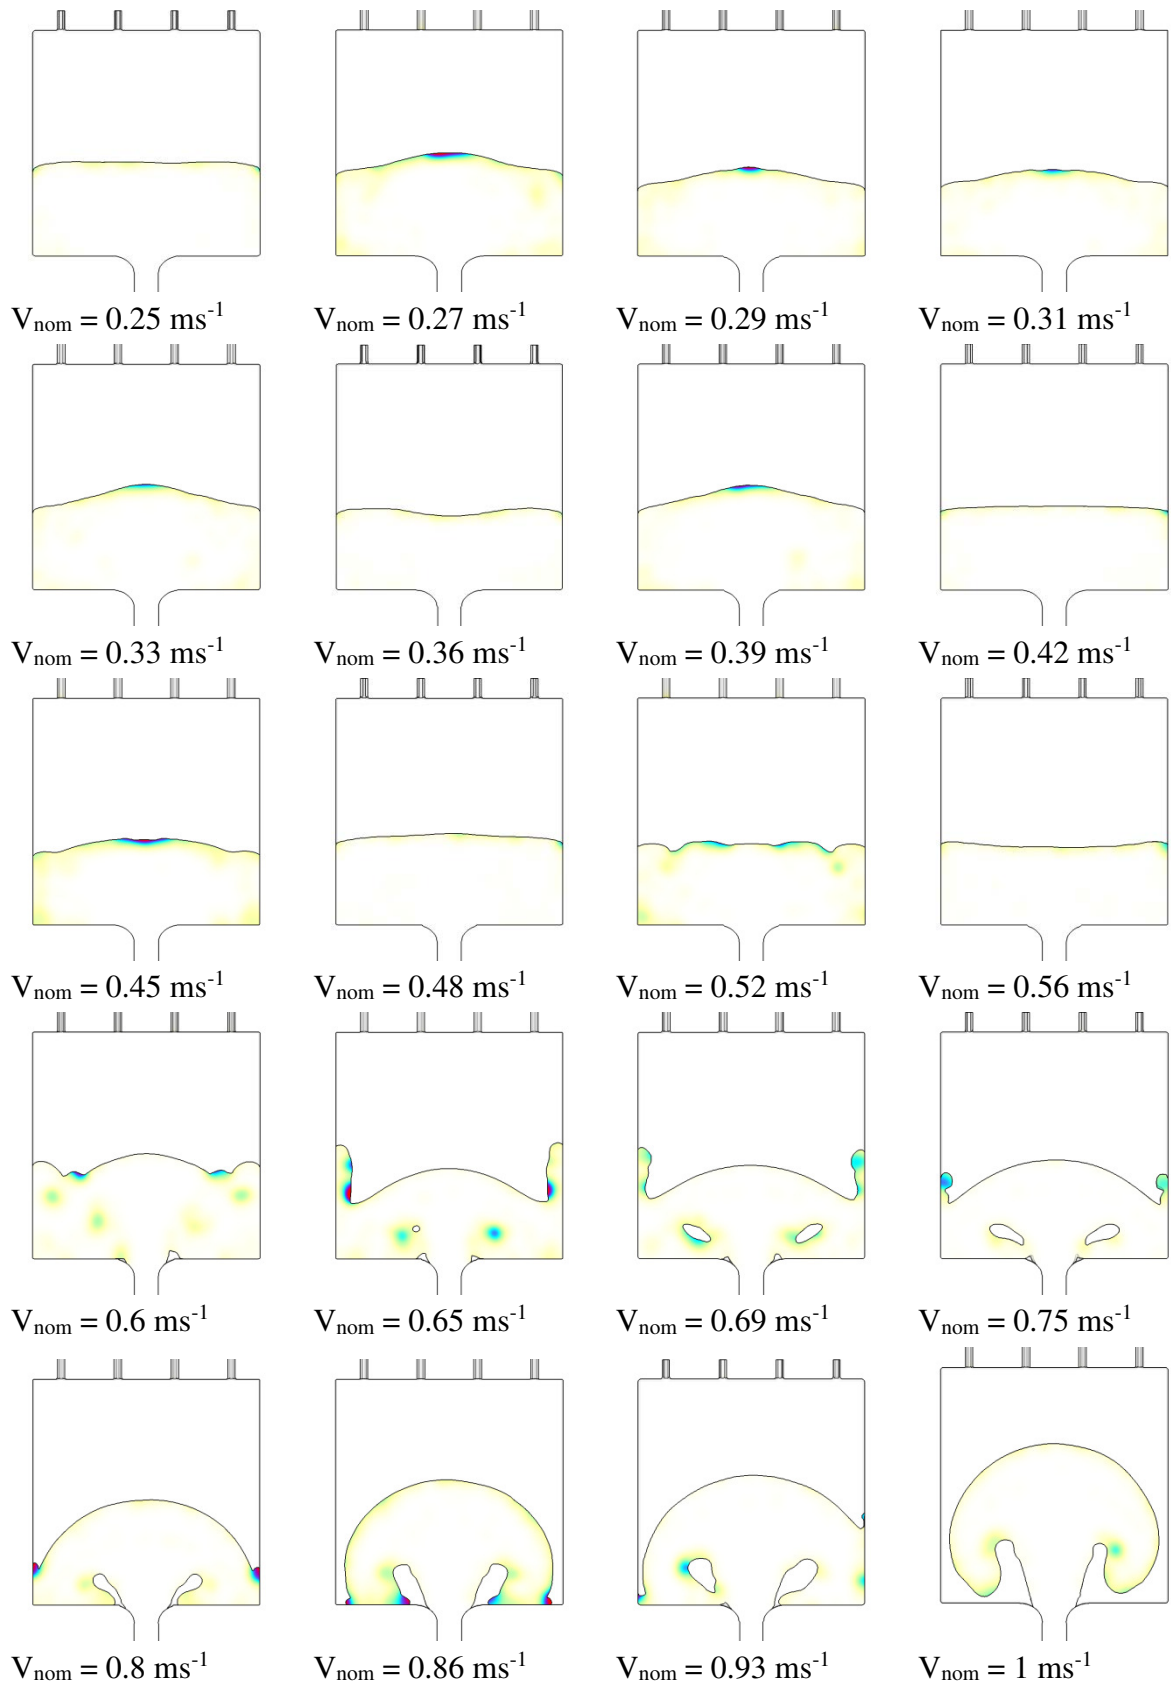 Vnom = 0.25 ms-1
Vnom = 0.27 ms-1
Vnom = 0.29 ms-1
Vnom = 0.31 ms-1
Vnom = 0.33 ms-1
Vnom = 0.36 ms-1
Vnom = 0.39 ms-1
Vnom = 0.42 ms-1
Vnom = 0.45 ms-1
Vnom = 0.48 ms-1
Vnom = 0.52 ms-1
Vnom = 0.56 ms-1
Vnom = 0.6 ms-1
Vnom = 0.65 ms-1
Vnom = 0.69 ms-1
Vnom = 0.75 ms-1
Vnom = 0.8 ms-1
Vnom = 0.86 ms-1
Vnom = 0.93 ms-1
Vnom = 1 ms-1